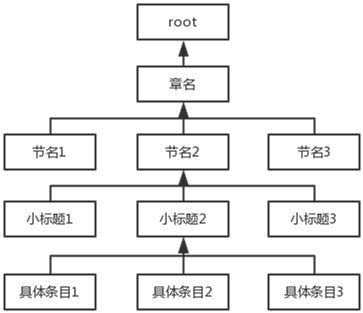 root
章名
节名1 节名2 节名3
小标题1 小标题2 小标题3
具体条目1 具体条目2 具体条目3